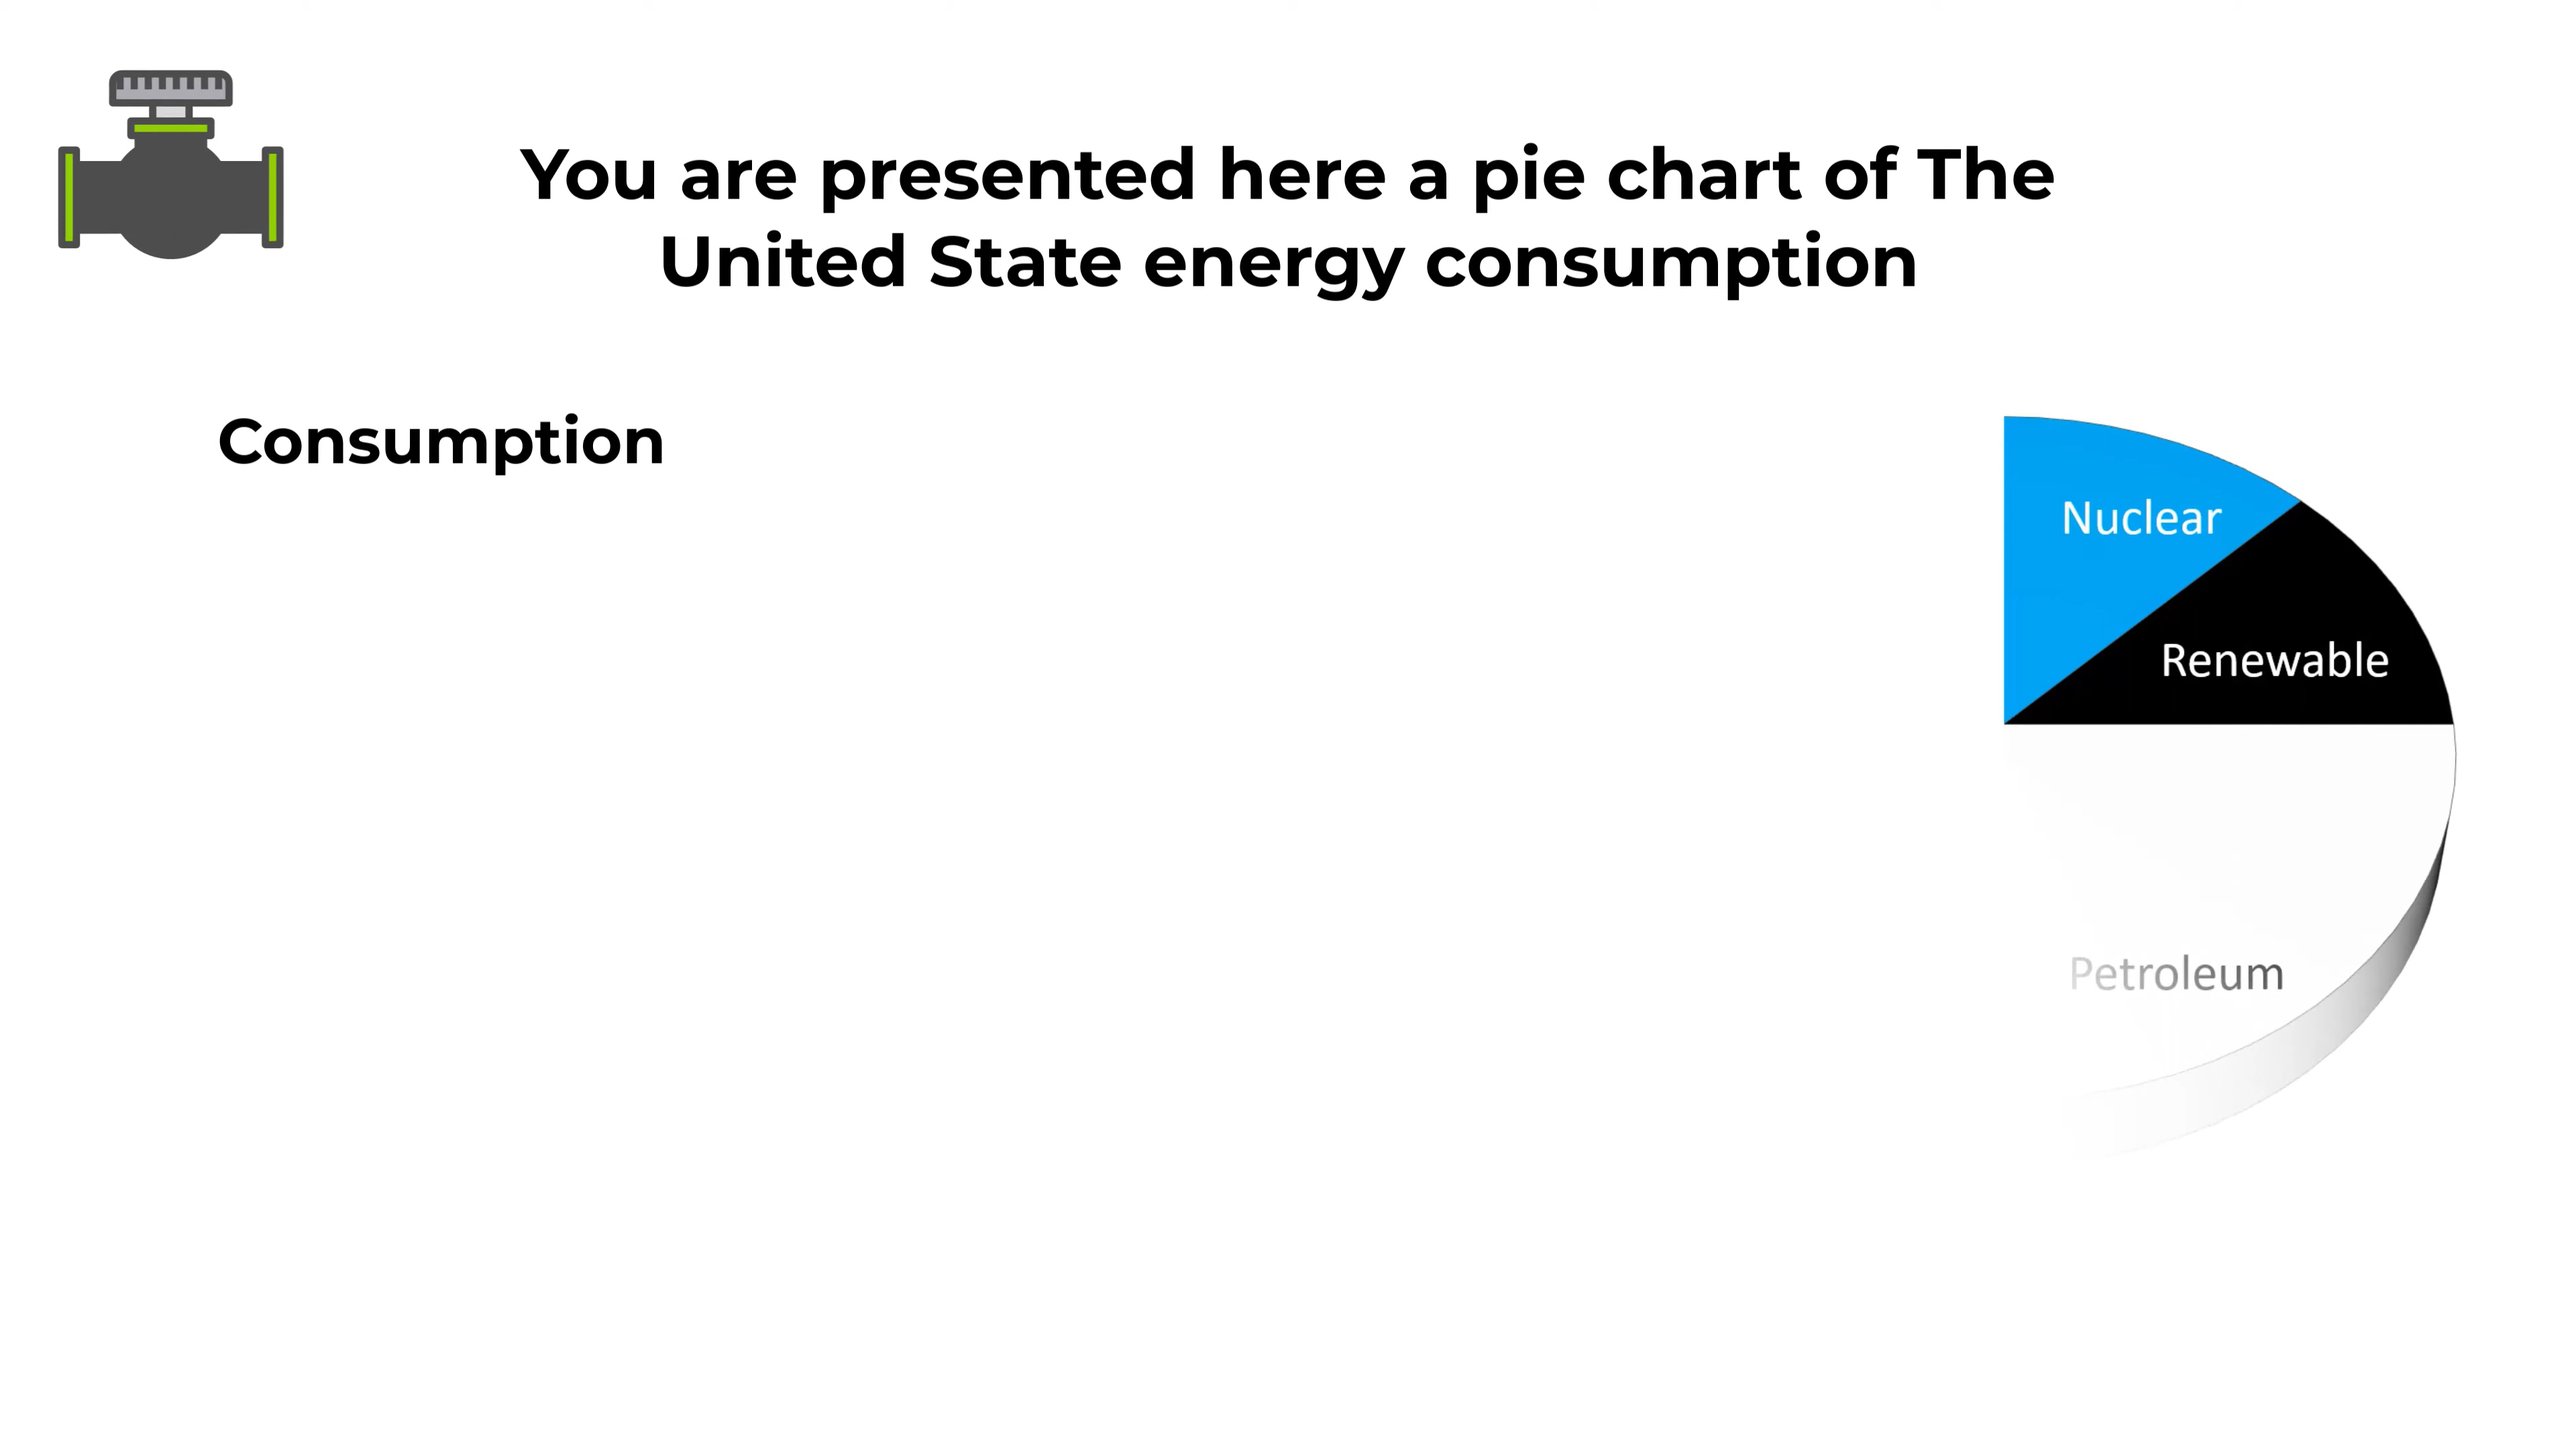 You are presented here a pie chart of The
United State energy consumption
Consumption
Nuclear
Renewable
Petroleum